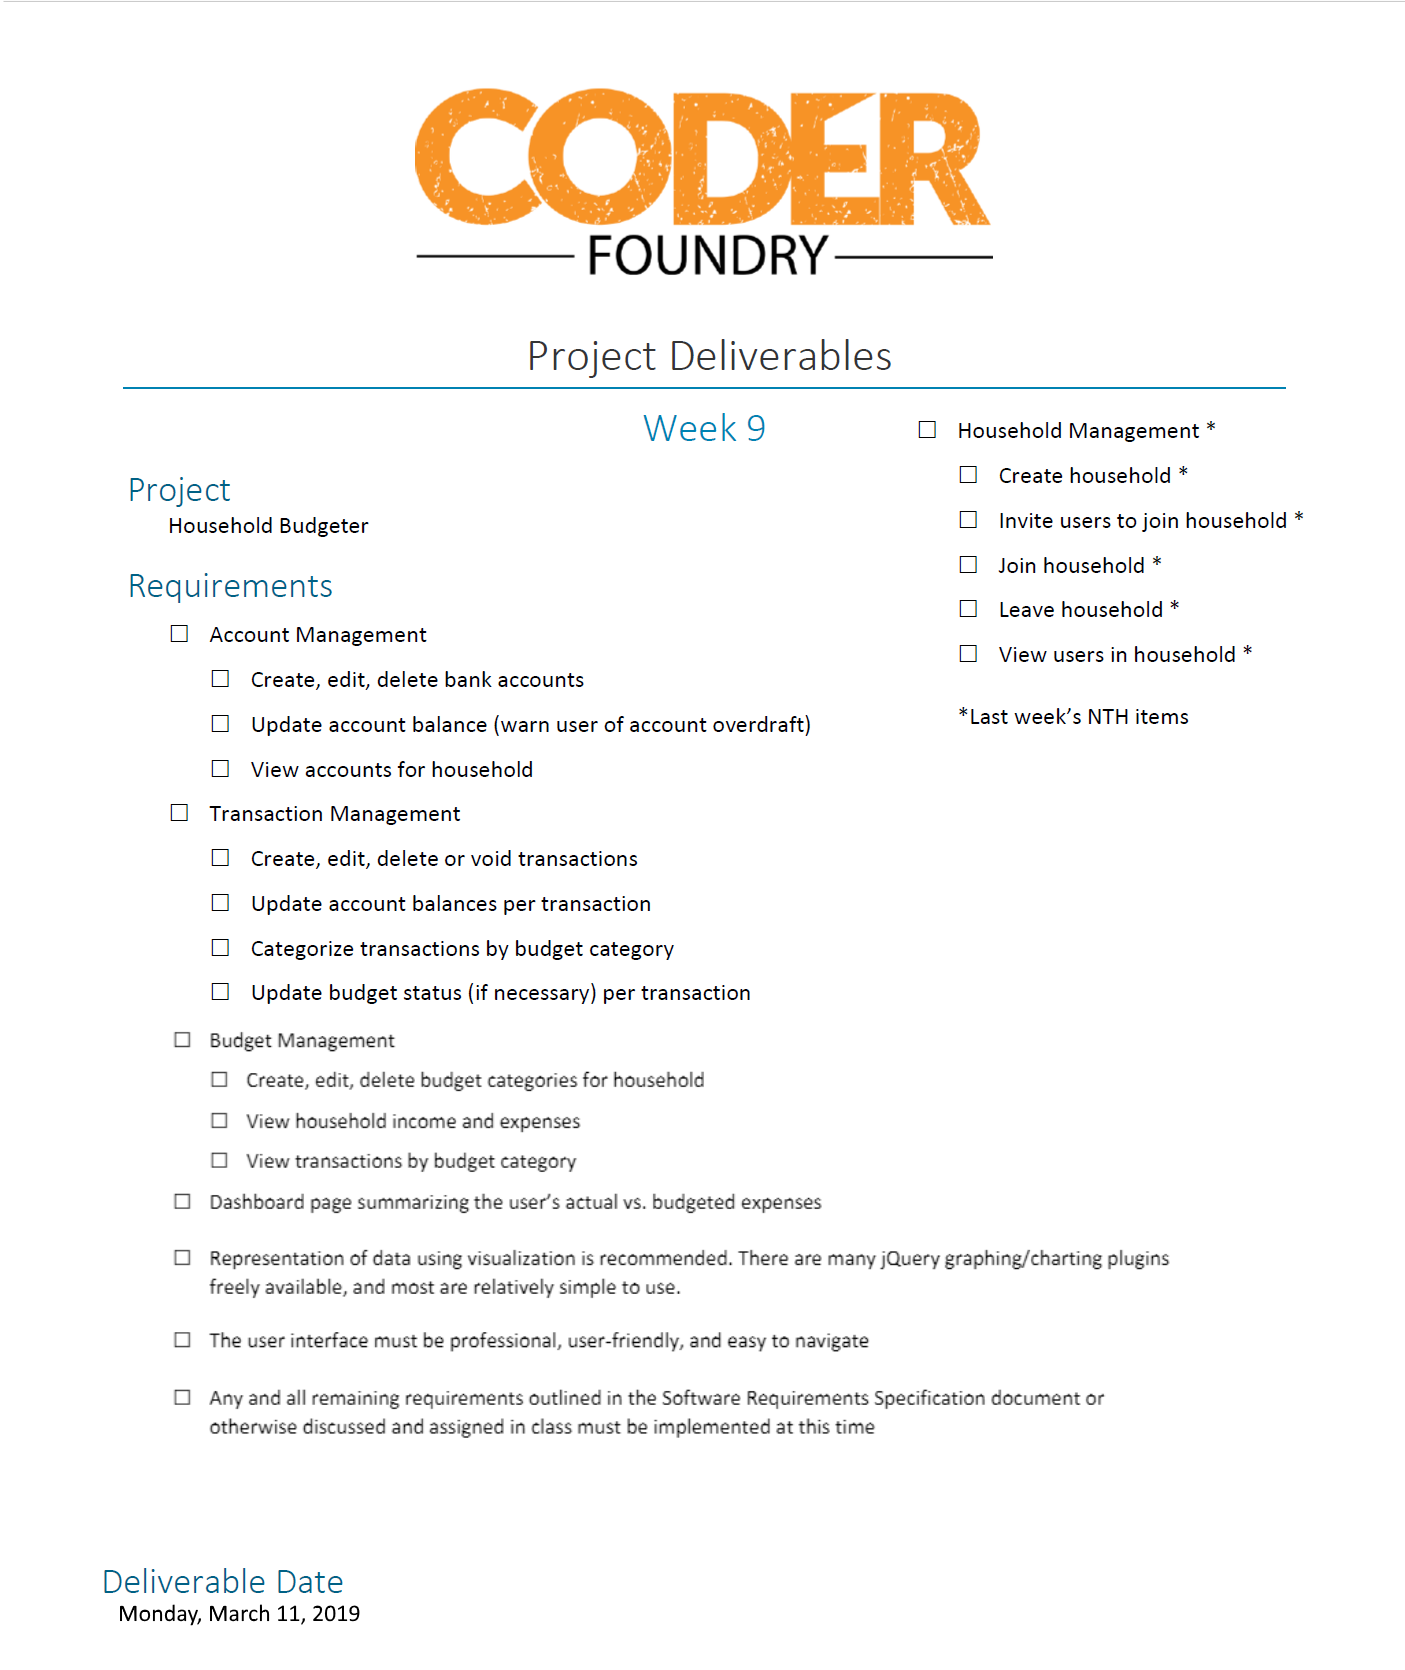 CODER
FOUNDRY
Project Deliverables
Week 9
Project
Household Budgeter
Requirements
☐ Account Management
☐ Create, edit, delete bank accounts
☐ Update account balance (warn user of account overdraft)
☐ View accounts for household
☐ Transaction Management
☐ Create, edit, delete or void transactions
☐ Update account balances per transaction
☐ Categorize transactions by budget category
☐ Update budget status (if necessary) per transaction
☐ Budget Management
☐ Create, edit, delete budget categories for household
☐ View household income and expenses
☐ View transactions by budget category
☐ Dashboard page summarizing the user’s actual vs. budgeted expenses
☐ Representation of data using visualization is recommended. There are many jQuery graphing/charting plugins
freely available, and most are relatively simple to use.
☐ The user interface must be professional, user-friendly, and easy to navigate
☐ Any and all remaining requirements outlined in the Software Requirements Specification document or
otherwise discussed and assigned in class must be implemented at this time
☐ Household Management *
☐ Create household *
☐ Invite users to join household *
☐ Join household *
☐ Leave household *
☐ View users in household *
*Last week’s NTH items
Deliverable Date
Monday, March 11, 2019